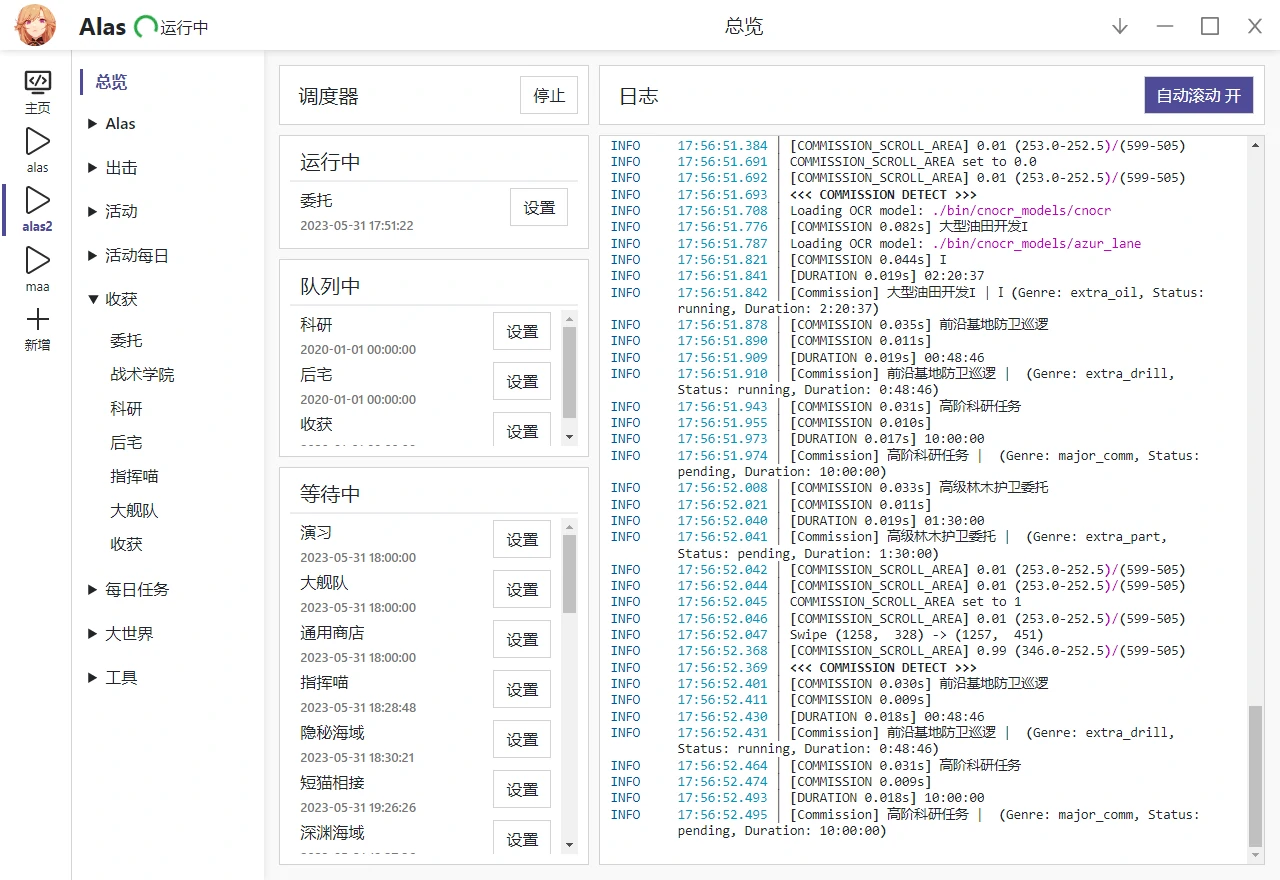 Alas 运行中
总览
主页
alas
alas2
maa
新增
总览
Alas
出击
活动
活动每日
收获
委托
战术学院
科研
后宅
指挥喵
大舰队
收获
每日任务
大世界
工具
调度器
停止
运行中
委托
2023-05-31 17:51:22
设置
队列中
科研
2020-01-01 00:00:00
设置
后宅
2020-01-01 00:00:00
设置
收获
设置
等待中
演习
2023-05-31 18:00:00
设置
大舰队
2023-05-31 18:00:00
设置
通用商店
2023-05-31 18:00:00
设置
指挥喵
2023-05-31 18:28:48
设置
隐秘海域
2023-05-31 18:30:21
设置
短猫相接
2023-05-31 19:26:26
设置
深渊海域
设置
日志
自动滚动 开
INFO 17:56:51.384 │ [COMMISSION_SCROLL_AREA] 0.01 (253.0-252.5)/(599-505)
INFO 17:56:51.691 │ COMMISSION_SCROLL_AREA set to 0.0
INFO 17:56:51.692 │ [COMMISSION_SCROLL_AREA] 0.01 (253.0-252.5)/(599-505)
INFO 17:56:51.693 │ <<< COMMISSION DETECT >>>
INFO 17:56:51.708 │ Loading OCR model: ./bin/cnocr_models/cnocr
INFO 17:56:51.776 │ [COMMISSION 0.082s] 大型油田开发I
INFO 17:56:51.787 │ Loading OCR model: ./bin/cnocr_models/azur_lane
INFO 17:56:51.821 │ [COMMISSION 0.044s] I
INFO 17:56:51.841 │ [DURATION 0.019s] 02:20:37
INFO 17:56:51.842 │ [Commission] 大型油田开发I | I (Genre: extra_oil, Status:
running, Duration: 2:20:37)
INFO 17:56:51.878 │ [COMMISSION 0.035s] 前沿基地防卫巡逻
INFO 17:56:51.890 │ [COMMISSION 0.011s]
INFO 17:56:51.909 │ [DURATION 0.019s] 00:48:46
INFO 17:56:51.910 │ [Commission] 前沿基地防卫巡逻 | (Genre: extra_drill,
Status: running, Duration: 0:48:46)
INFO 17:56:51.943 │ [COMMISSION 0.031s] 高阶科研任务
INFO 17:56:51.955 │ [COMMISSION 0.010s]
INFO 17:56:51.973 │ [DURATION 0.017s] 10:00:00
INFO 17:56:51.974 │ [Commission] 高阶科研任务 | (Genre: major_comm, Status:
pending, Duration: 10:00:00)
INFO 17:56:52.008 │ [COMMISSION 0.033s] 高级林木护卫委托
INFO 17:56:52.021 │ [COMMISSION 0.011s]
INFO 17:56:52.040 │ [DURATION 0.019s] 01:30:00
INFO 17:56:52.041 │ [Commission] 高级林木护卫委托 | (Genre: extra_part,
Status: pending, Duration: 1:30:00)
INFO 17:56:52.042 │ [COMMISSION_SCROLL_AREA] 0.01 (253.0-252.5)/(599-505)
INFO 17:56:52.044 │ [COMMISSION_SCROLL_AREA] 0.01 (253.0-252.5)/(599-505)
INFO 17:56:52.045 │ COMMISSION_SCROLL_AREA set to 1
INFO 17:56:52.046 │ [COMMISSION_SCROLL_AREA] 0.01 (253.0-252.5)/(599-505)
INFO 17:56:52.047 │ Swipe (1258, 328) -> (1257, 451)
INFO 17:56:52.368 │ [COMMISSION_SCROLL_AREA] 0.99 (346.0-252.5)/(599-505)
INFO 17:56:52.369 │ <<< COMMISSION DETECT >>>
INFO 17:56:52.401 │ [COMMISSION 0.030s] 前沿基地防卫巡逻
INFO 17:56:52.411 │ [COMMISSION 0.009s]
INFO 17:56:52.430 │ [DURATION 0.018s] 00:48:46
INFO 17:56:52.431 │ [Commission] 前沿基地防卫巡逻 | (Genre: extra_drill,
Status: running, Duration: 0:48:46)
INFO 17:56:52.464 │ [COMMISSION 0.031s] 高阶科研任务
INFO 17:56:52.474 │ [COMMISSION 0.009s]
INFO 17:56:52.493 │ [DURATION 0.018s] 10:00:00
INFO 17:56:52.495 │ [Commission] 高阶科研任务 | (Genre: major_comm, Status:
pending, Duration: 10:00:00)